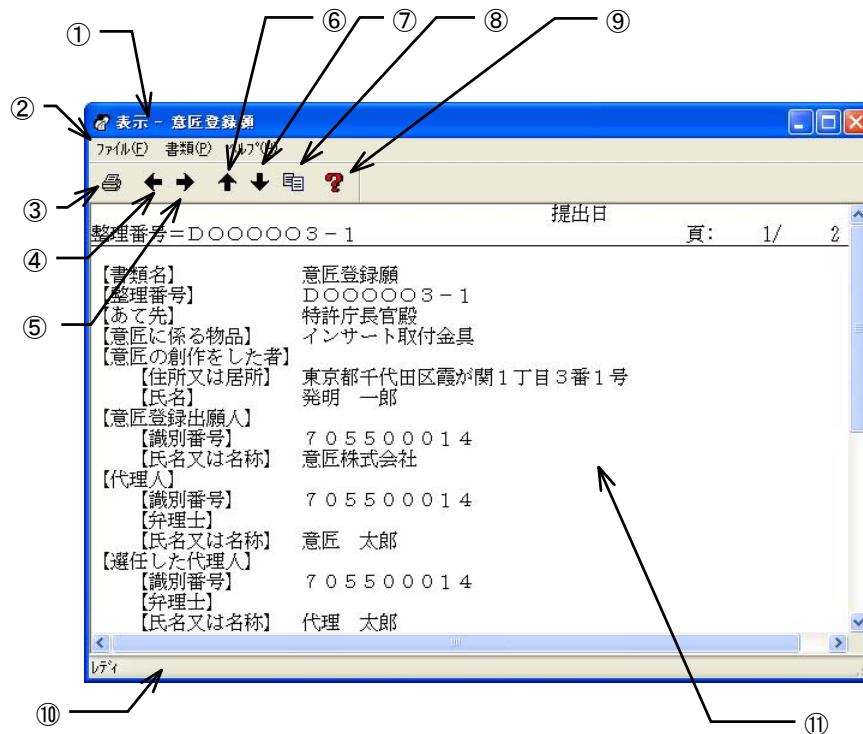 ① ⑥ ⑦ ⑧ ⑨
②
表示 - 意匠登録願
ファイル(F) 書類(P) ヘルプ(H)
③
提出日
整理番号=D000003-1 頁: 1/ 2
④
【書類名】 意匠登録願
【整理番号】 D000003-1
【あて先】 特許庁長官殿
⑤
【意匠に係る物品】 インサート取付金具
【意匠の創作をした者】
【住所又は居所】 東京都千代田区霞が関1丁目3番1号
【氏名】 発明 一郎
【意匠登録出願人】
【識別番号】 705500014
【氏名又は名称】 意匠株式会社
【代理人】
【識別番号】 705500014
【弁理士】
【氏名又は名称】 意匠 太郎
【選任した代理人】
【識別番号】 705500014
【弁理士】
【氏名又は名称】 代理 太郎
レディ
⑩ ⑪